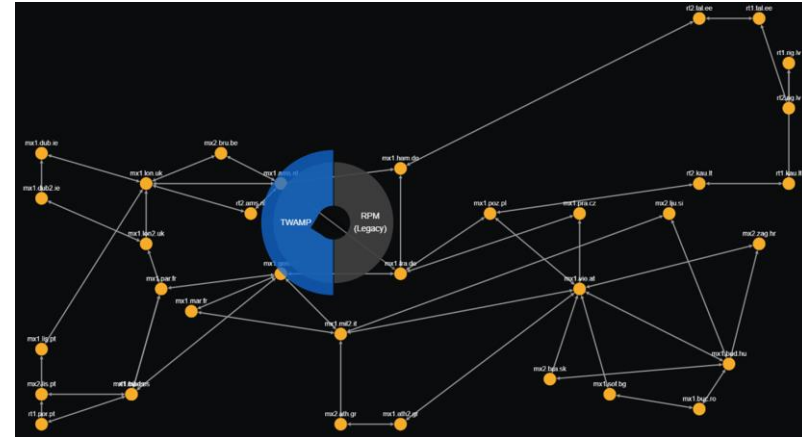 rt2.tal.ee
rt1.tal.ee
rt1.rig.lv
rt2.rig.lv
mx1.dub.ie
mx2.bru.be
mx1.lon.uk
mx1.ham.de
rt2.kau.lt
rt1.kau.lt
mx1.dub2.ie
mx1.poz.pl
mx1.pra.cz
mx2.lju.si
TWAMP
RPM
(Legacy)
mx1.lon2.uk
mx2.zag.hr
mx1.par.fr
mx1.fra.de
mx1.vie.at
mx1.mar.fr
mx1.mil2.it
mx1.lis.pt
mx1.bud.hu
mx2.bra.sk
mx2.lis.pt
mx1.sof.bg
mx1.buc.ro
rt1.por.pt
mx2.ath.gr
mx1.ath2.gr